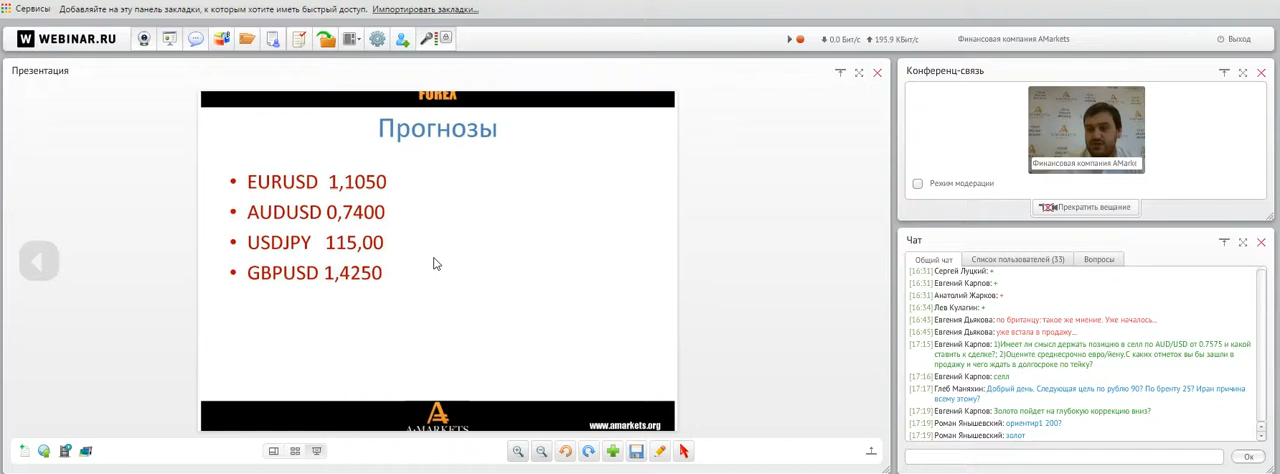 Сервисы Добавляйте на эту панель закладки, к которым хотите иметь быстрый доступ. Импортировать закладки...
W WEBINAR.RU 0.0 Бит/с 195.9 КБит/с Финансовая компания AMarkets Выход
Презентация
FOREX
Прогнозы
• EURUSD 1,1050
• AUDUSD 0,7400
• USDJPY 115,00
• GBPUSD 1,4250
AMARKETS
www.amarkets.org
Конференц-связь
Финансовая компания AMarke
Режим модерации
Прекратить вещание
Чат
Общий чат Список пользователей (33) Вопросы
[16:31] Сергей Луцкий: +
[16:31] Евгений Карпов: +
[16:31] Анатолий Жарков: +
[16:34] Лев Кулагин: +
[16:43] Евгения Дьякова: по британцу: такое же мнение. Уже началось...
[16:45] Евгения Дьякова: уже встала в продажу...
[17:15] Евгений Карпов: 1)Имеет ли смысл держать позицию в селл по AUD/USD от 0.7575 и какой
ставить к сделке?; 2)Оцените среднесрочно евро/йену.С каких отметок вы бы зашли в
продажу и чего ждать в долгосроке по тейку?
[17:16] Евгений Карпов: селл
[17:17] Глеб Маняхин: Добрый день. Следующая цель по рублю 90? По бренту 25? Иран причина
всему этому?
[17:19] Евгений Карпов: Золото пойдет на глубокую коррекцию вниз?
[17:19] Роман Янышевский: ориентир1 200?
[17:19] Роман Янышевский: золот
Ок